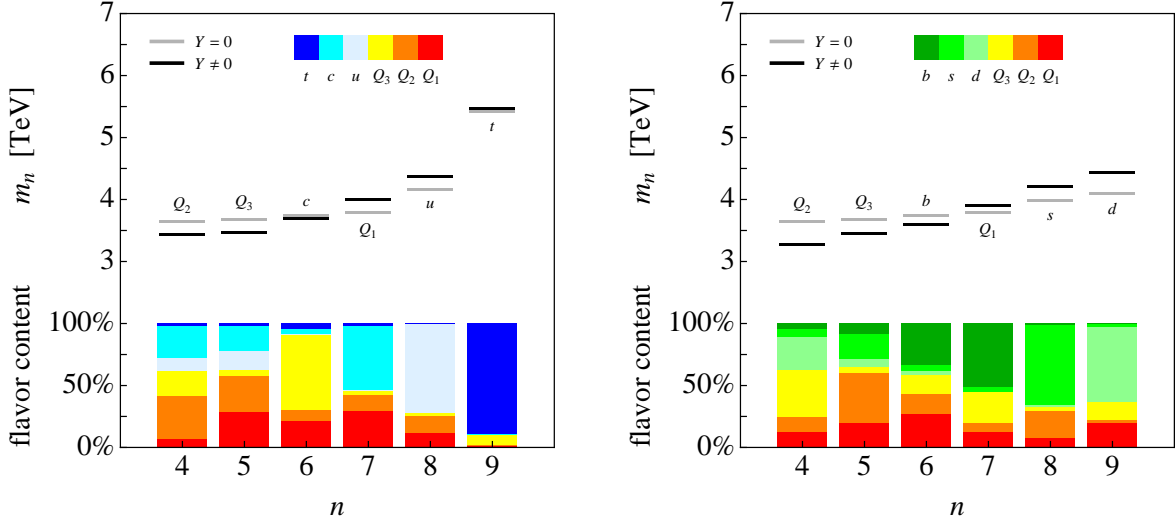 7
6
5
4
3
100%
50%
0%
m_n [TeV]
flavor content
Y = 0
Y ≠ 0
t c u Q_3 Q_2 Q_1
Q_2 Q_3 c Q_1 u t
4 5 6 7 8 9
n
7
6
5
4
3
100%
50%
0%
m_n [TeV]
flavor content
Y = 0
Y ≠ 0
b s d Q_3 Q_2 Q_1
Q_2 Q_3 b Q_1 s d
4 5 6 7 8 9
n